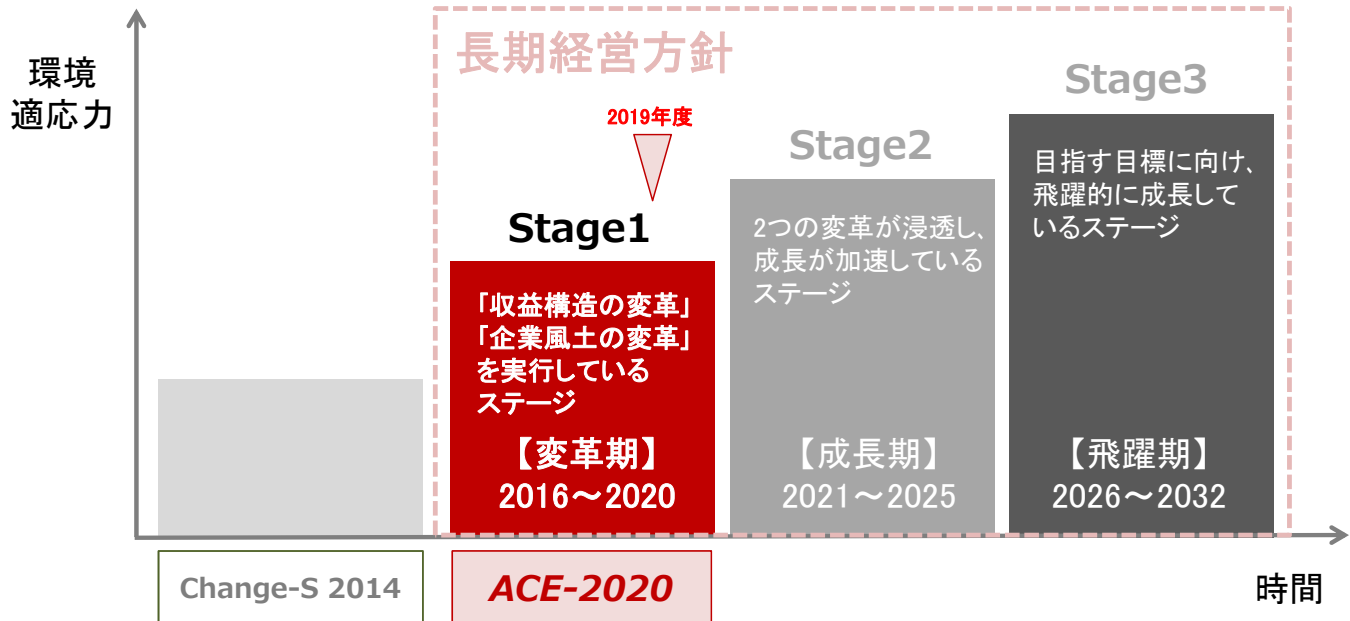 長期経営方針
環境
適応力
2019年度
Stage1
「収益構造の変革」
「企業風土の変革」
を実行している
ステージ
【変革期】
2016～2020
Stage2
2つの変革が浸透し、
成長が加速している
ステージ
【成長期】
2021～2025
Stage3
目指す目標に向け、
飛躍的に成長して
いるステージ
【飛躍期】
2026～2032
Change-S 2014
ACE-2020
時間